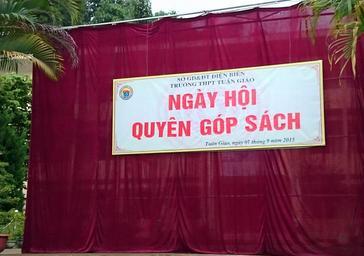 SỞ GD&ĐT ĐIỆN BIÊN
TRƯỜNG THPT TUẦN GIÁO
NGÀY HỘI
QUYÊN GÓP SÁCH
Tuần Giáo, ngày 07 tháng 9 năm 2015